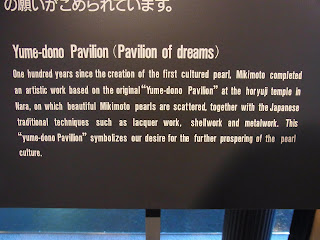 の願いがこめられています。
Yume-dono Pavilion (Pavilion of dreams)
One hundred years since the creation of the first cultured pearl, Mikimoto completed
an artistic work based on the original "Yume-dono Pavilion" at the horyuji temple in
Nara, on which beautiful Mikimoto pearls are scattered, together with the Japanese
traditional techniques such as lacquer work, shellwork and metalwork. This
"yume-dono Pavillion" symbolizes our desire for the further prospering of the pearl
culture.